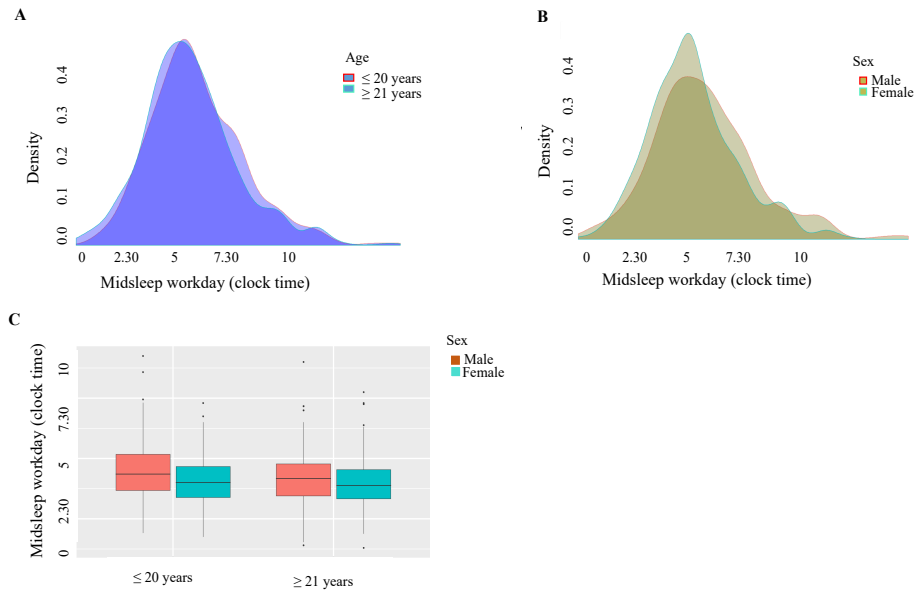 A
Age
≤ 20 years
≥ 21 years
Density
0.4
0.3
0.2
0.1
0.0
0 2.30 5 7.30 10
Midsleep workday (clock time)
B
Sex
Male
Female
Density
0.4
0.3
0.2
0.1
0.0
0 2.30 5 7.30 10
Midsleep workday (clock time)
C
Sex
Male
Female
Midsleep workday (clock time)
10
7.30
5
2.30
0
≤ 20 years ≥ 21 years